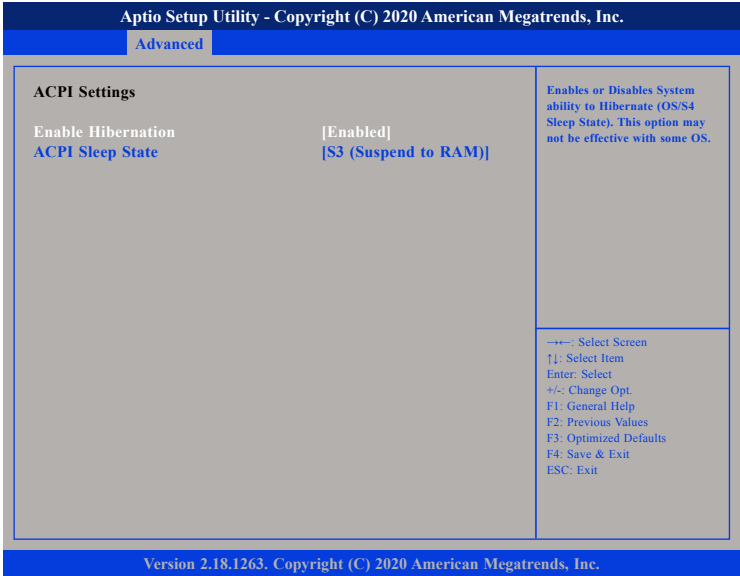 Aptio Setup Utility - Copyright (C) 2020 American Megatrends, Inc.
Advanced
ACPI Settings
Enable Hibernation [Enabled]
ACPI Sleep State [S3 (Suspend to RAM)]
Enables or Disables System
ability to Hibernate (OS/S4
Sleep State). This option may
not be effective with some OS.
→←: Select Screen
↑↓: Select Item
Enter: Select
+/-: Change Opt.
F1: General Help
F2: Previous Values
F3: Optimized Defaults
F4: Save & Exit
ESC: Exit
Version 2.18.1263. Copyright (C) 2020 American Megatrends, Inc.